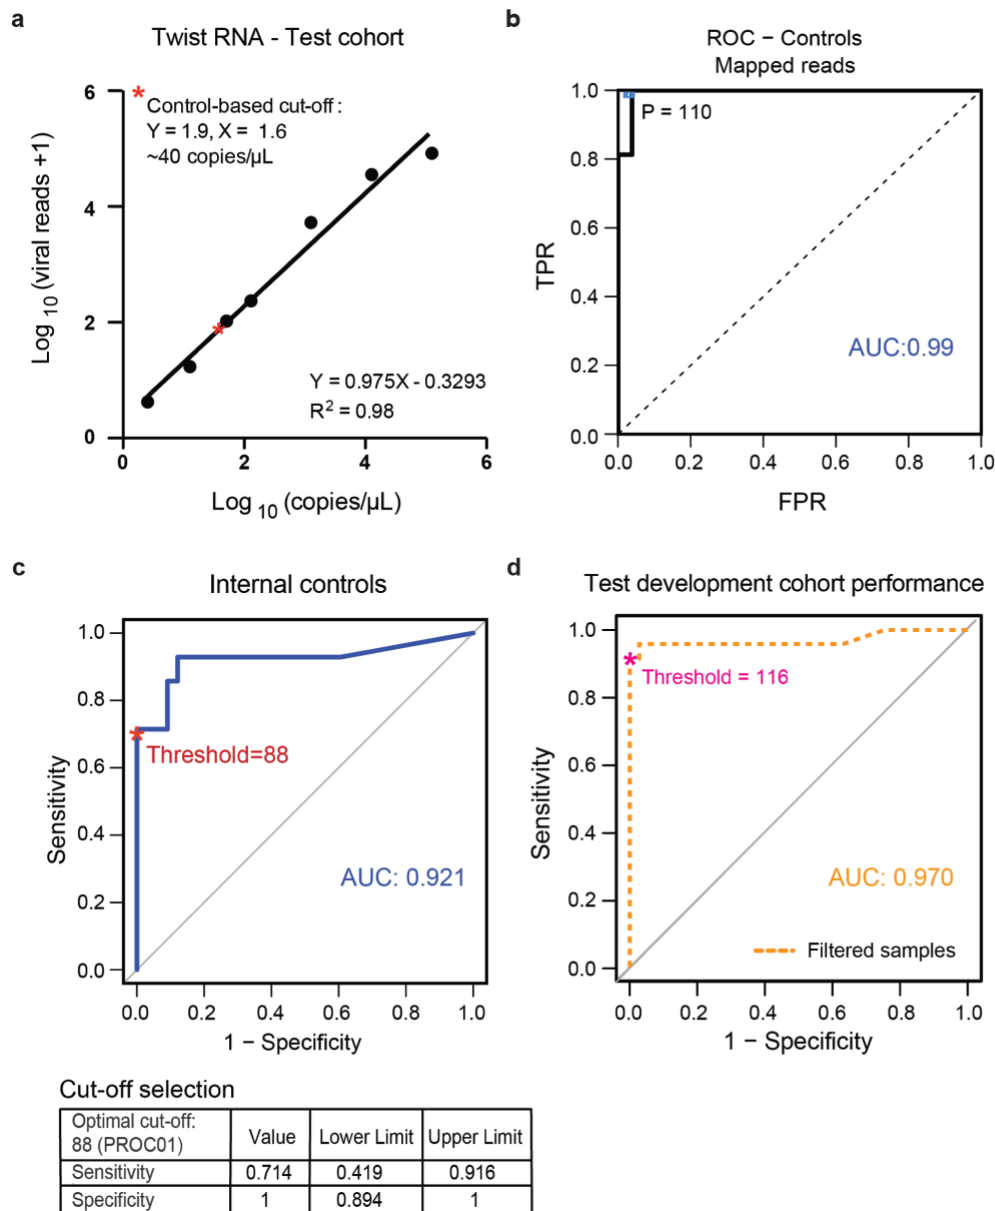 a
Twist RNA - Test cohort
6
4
2
0
0
2
4
6
Log 10 (viral reads +1)
Log 10 (copies/µL)
* Control-based cut-off :
Y = 1.9, X = 1.6
~40 copies/µL
*
Y = 0.975X - 0.3293
R2 = 0.98
b
ROC − Controls
Mapped reads
1.0
0.8
0.6
0.4
0.2
0.0
0.0
0.2
0.4
0.6
0.8
1.0
TPR
FPR
P = 110
AUC:0.99
c
Internal controls
1.0
0.8
0.6
0.4
0.2
0.0
0.0
0.2
0.4
0.6
0.8
1.0
Sensitivity
1 − Specificity
*
Threshold=88
AUC: 0.921
d
Test development cohort performance
1.0
0.8
0.6
0.4
0.2
0.0
0.0
0.2
0.4
0.6
0.8
1.0
Sensitivity
1 − Specificity
*
Threshold = 116
AUC: 0.970
Filtered samples
Cut-off selection
Optimal cut-off:
88 (PROC01)
Value
Lower Limit
Upper Limit
Sensitivity
0.714
0.419
0.916
Specificity
1
0.894
1